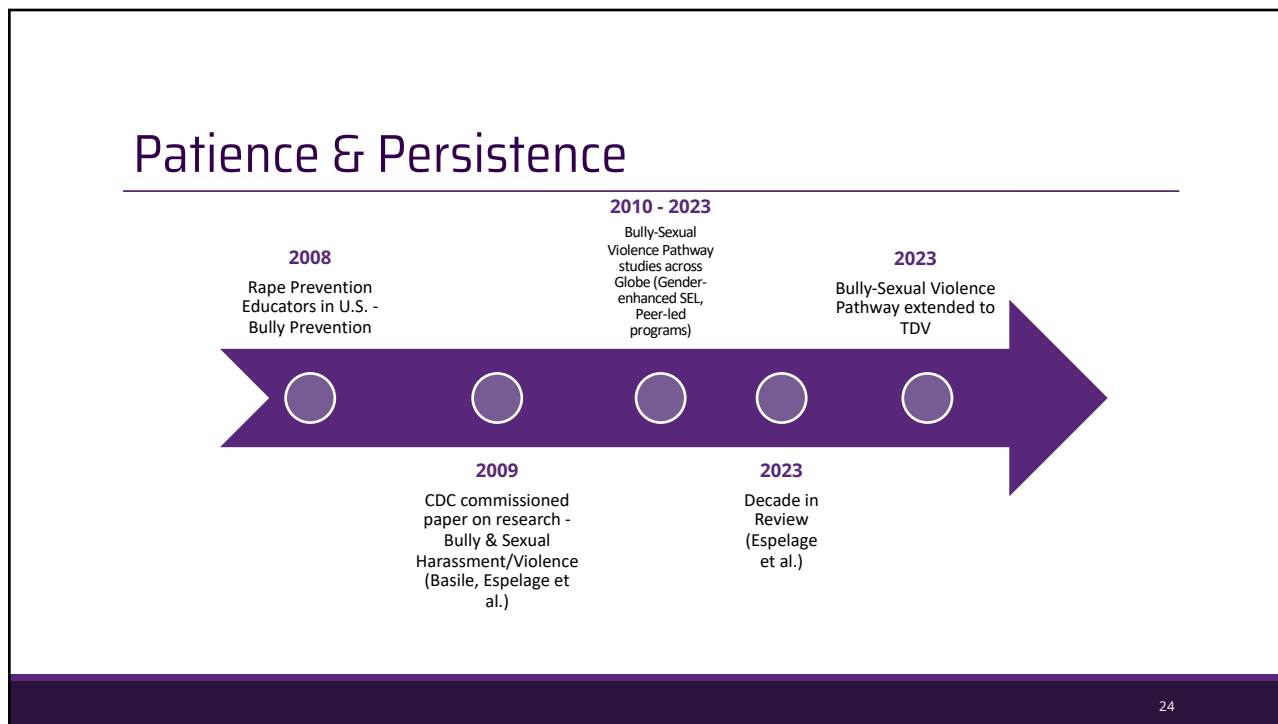 Patience & Persistence
2008
Rape Prevention
Educators in U.S. -
Bully Prevention
2009
CDC commissioned
paper on research -
Bully & Sexual
Harassment/Violence
(Basile, Espelage et
al.)
2010 - 2023
Bully-Sexual
Violence Pathway
studies across
Globe (Gender-
enhanced SEL,
Peer-led
programs)
2023
Decade in
Review
(Espelage
et al.)
2023
Bully-Sexual Violence
Pathway extended to
TDV
24